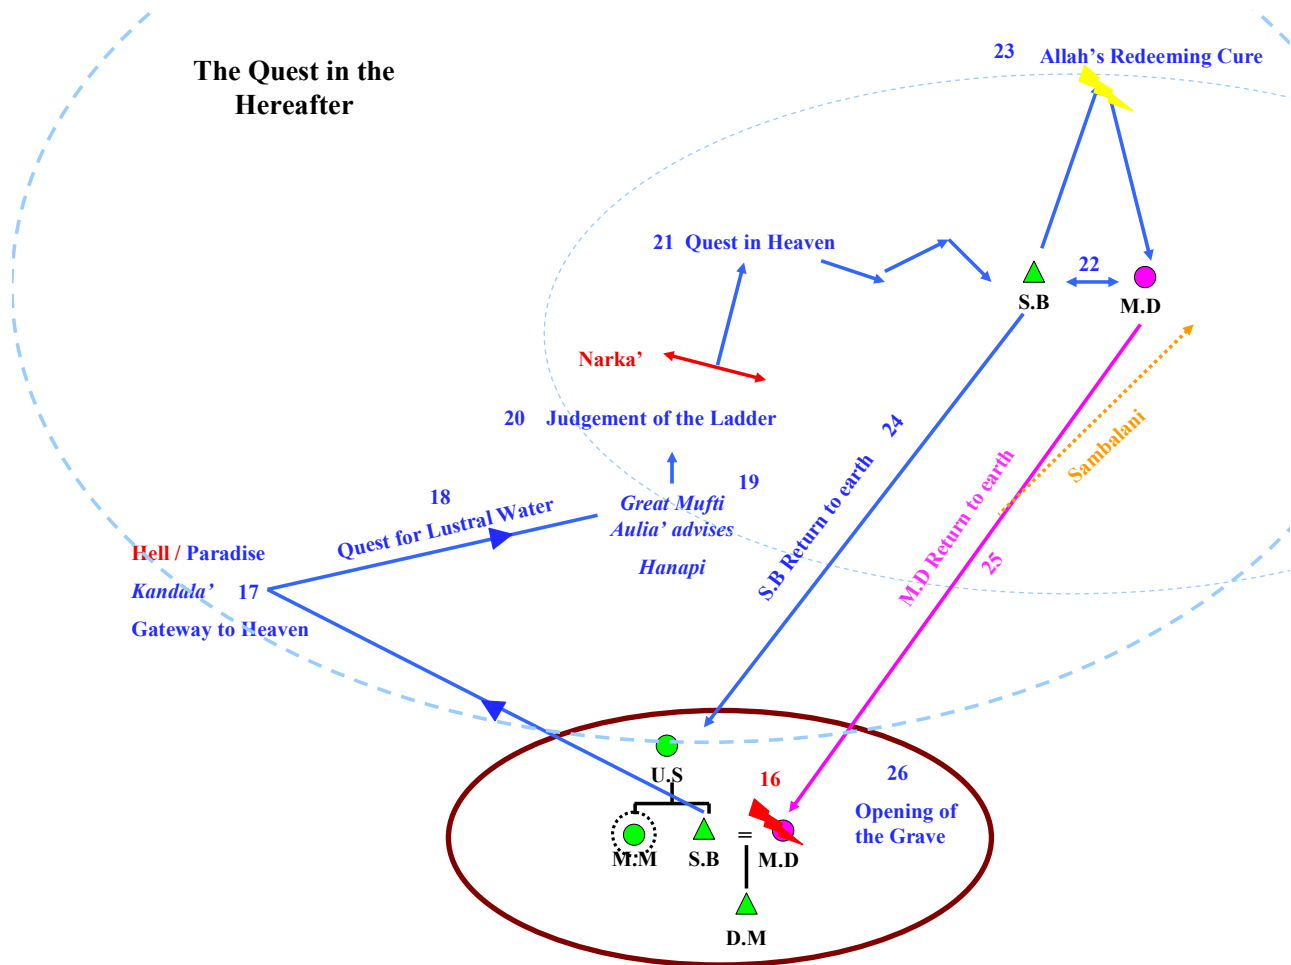 The Quest in the
Hereafter
23 Allah’s Redeeming Cure
21 Quest in Heaven
22
S.B
M.D
Narka’
20 Judgement of the Ladder
24
Sambalani
18
19
Quest for Lustral Water
Great Mufti
Aulia’ advises
Hanapi
S.B Return to earth
M.D Return to earth
25
Hell / Paradise
Kandala’ 17
Gateway to Heaven
U.S
16
26
Opening of
the Grave
M.M
S.B
=
M.D
D.M